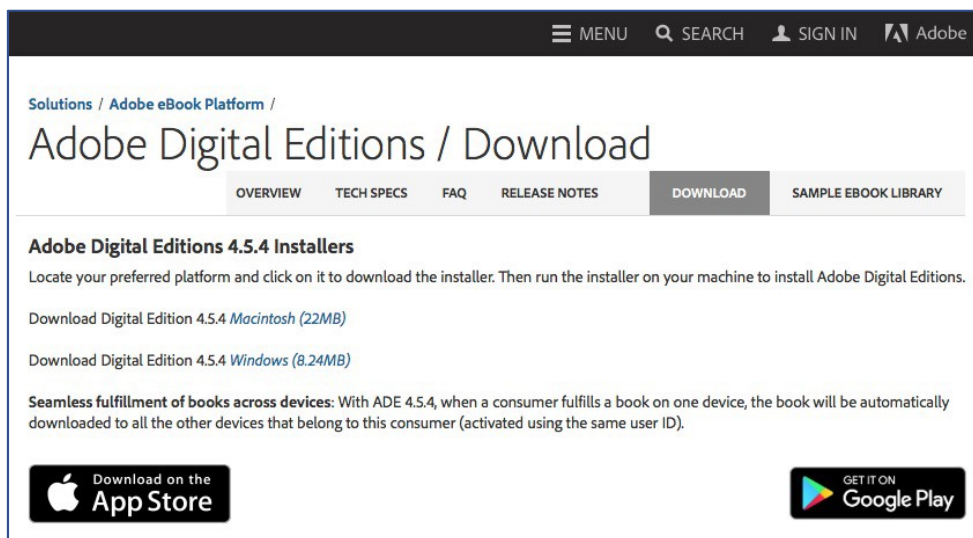 MENU SEARCH SIGN IN Adobe
Solutions / Adobe eBook Platform /
Adobe Digital Editions / Download
OVERVIEW TECH SPECS FAQ RELEASE NOTES DOWNLOAD SAMPLE EBOOK LIBRARY
Adobe Digital Editions 4.5.4 Installers
Locate your preferred platform and click on it to download the installer. Then run the installer on your machine to install Adobe Digital Editions.
Download Digital Edition 4.5.4 Macintosh (22MB)
Download Digital Edition 4.5.4 Windows (8.24MB)
Seamless fulfillment of books across devices: With ADE 4.5.4, when a consumer fulfills a book on one device, the book will be automatically
downloaded to all the other devices that belong to this consumer (activated using the same user ID).
Download on the
App Store
GET IT ON
Google Play